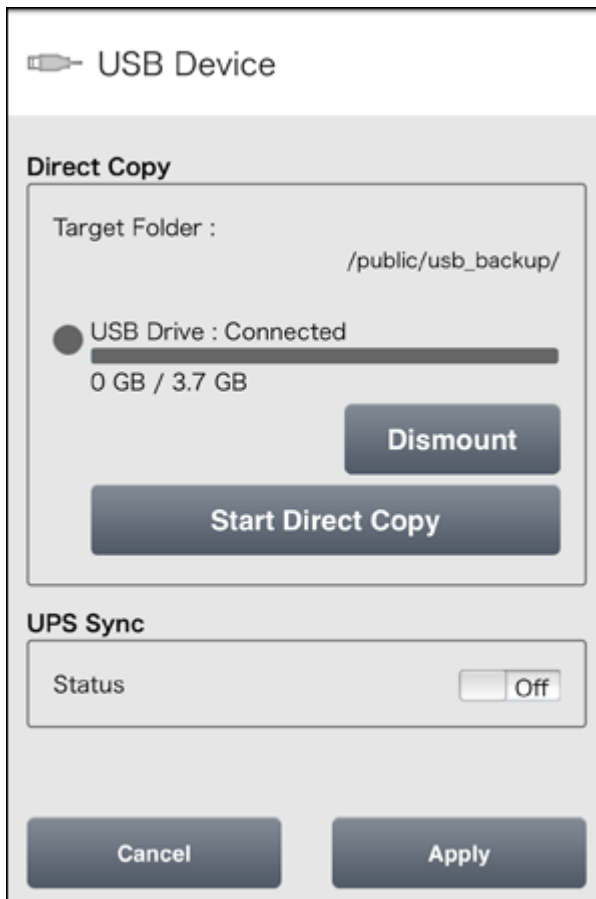 USB Device
Direct Copy
Target Folder :
/public/usb_backup/
USB Drive : Connected
0 GB / 3.7 GB
Dismount
Start Direct Copy
UPS Sync
Status
Off
Cancel
Apply